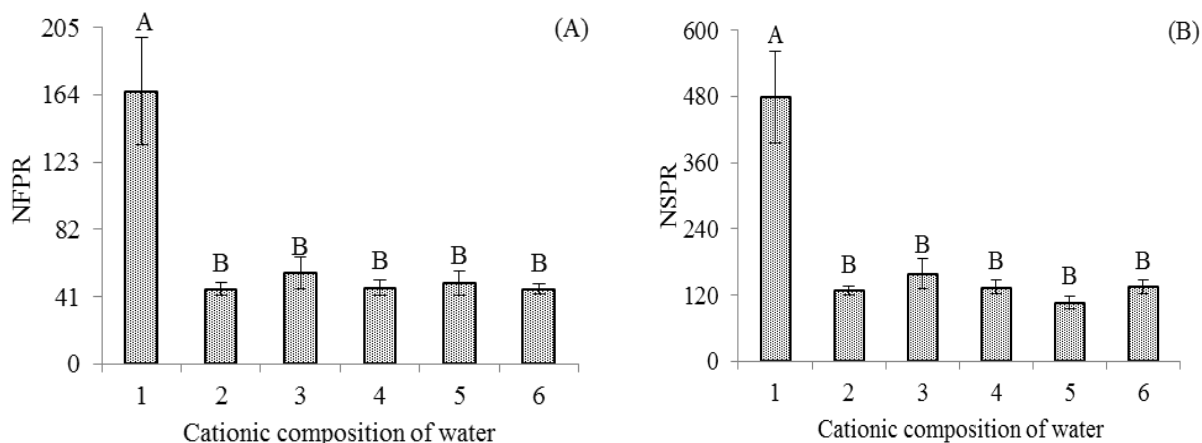 (A)
NFPR
205
164
123
82
41
0
A
B
B
B
B
B
1 2 3 4 5 6
Cationic composition of water
(B)
NSPR
600
480
360
240
120
0
A
B
B
B
B
B
1 2 3 4 5 6
Cationic composition of water